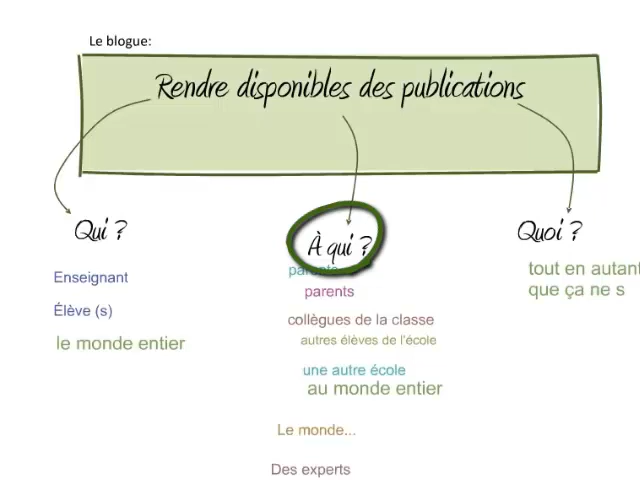 Le blogue:
Rendre disponibles des publications
Qui ?
À qui ?
Quoi ?
Enseignant
Élève (s)
le monde entier
parents
parents
collègues de la classe
autres élèves de l'école
une autre école
au monde entier
Le monde...
Des experts
tout en autant
que ça ne s